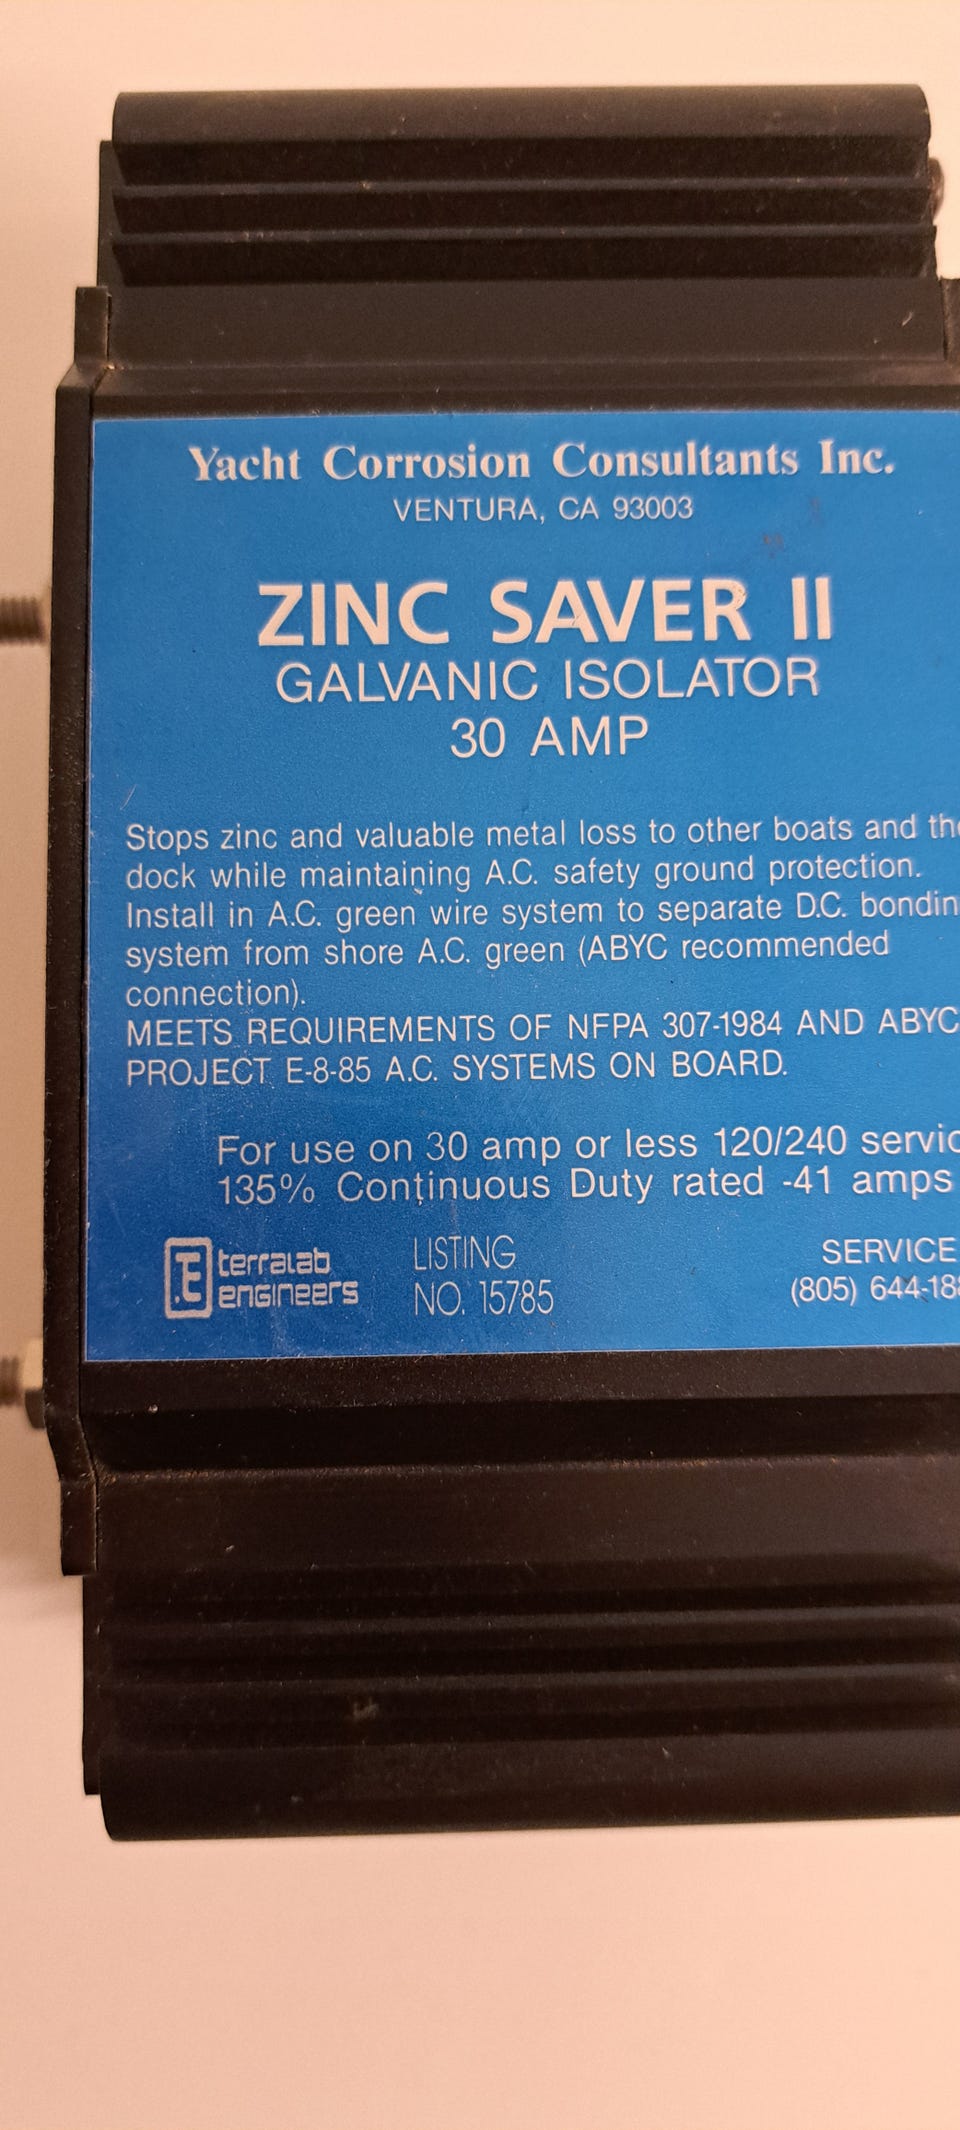 Yacht Corrosion Consultants Inc.
VENTURA, CA 93003
ZINC SAVER II
GALVANIC ISOLATOR
30 AMP
Stops zinc and valuable metal loss to other boats and
dock while maintaining A.C. safety ground protection.
Install in A.C. green wire system to separate D.C.
system from shore A.C. green (ABYC recommended
connection).
MEETS REQUIREMENTS OF NFPA 307-1984 AND ABYC
PROJECT E-8-85 A.C. SYSTEMS ON BOARD.
For use on 30 amp or less 120/240
135% Continuous Duty rated -41 amps
terralab
engineers
LISTING
NO. 15785
SERVICE
(805)